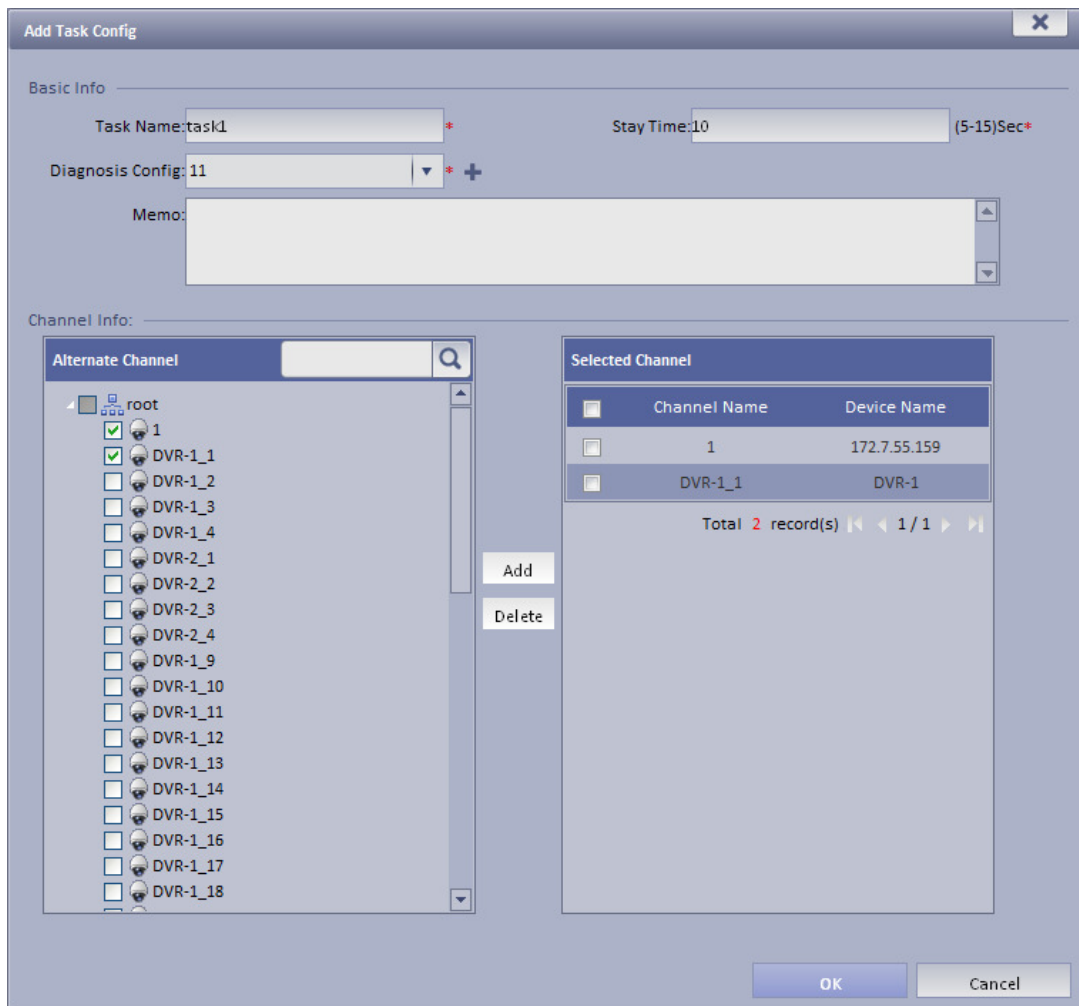 Add Task Config
Basic Info
Task Name:task1 * Stay Time:10 (5-15)Sec*
Diagnosis Config: 11 * +
Memo:
Channel Info:
Alternate Channel
root
1
DVR-1_1
DVR-1_2
DVR-1_3
DVR-1_4
DVR-2_1
DVR-2_2
DVR-2_3
DVR-2_4
DVR-1_9
DVR-1_10
DVR-1_11
DVR-1_12
DVR-1_13
DVR-1_14
DVR-1_15
DVR-1_16
DVR-1_17
DVR-1_18
Add
Delete
Selected Channel
Channel Name Device Name
1 172.7.55.159
DVR-1_1 DVR-1
Total 2 record(s) 1/1
OK Cancel